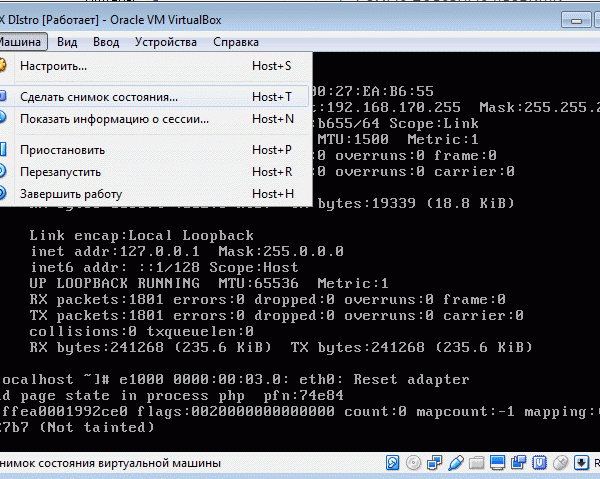 X DIstro [Работает] - Oracle VM VirtualBox
Машина Вид Ввод Устройства Справка
Настроить... Host+S
Сделать снимок состояния... Host+T
Показать информацию о сессии... Host+N
Приостановить Host+P
Перезапустить Host+R
Завершить работу Host+H
00:27:EA:B6:55
:192.168.170.255 Mask:255.255.2
b655/64 Scope:Link
MTU:1500 Metric:1
0 overruns:0 frame:0
0 overruns:0 carrier:0
bytes:19339 (18.8 KiB)
Link encap:Local Loopback
inet addr:127.0.0.1 Mask:255.0.0.0
inet6 addr: ::1/128 Scope:Host
UP LOOPBACK RUNNING MTU:65536 Metric:1
RX packets:1801 errors:0 dropped:0 overruns:0 frame:0
TX packets:1801 errors:0 dropped:0 overruns:0 carrier:0
collisions:0 txqueuelen:0
RX bytes:241268 (235.6 KiB) TX bytes:241268 (235.6 KiB)
localhost ~]# e1000 0000:00:03.0: eth0: Reset adapter
d page state in process php pfn:74e84
ffea0001992ce0 flags:0020000000000000 count:0 mapcount:-1 mapping:
7b7 (Not tainted)
снимок состояния виртуальной машины
R